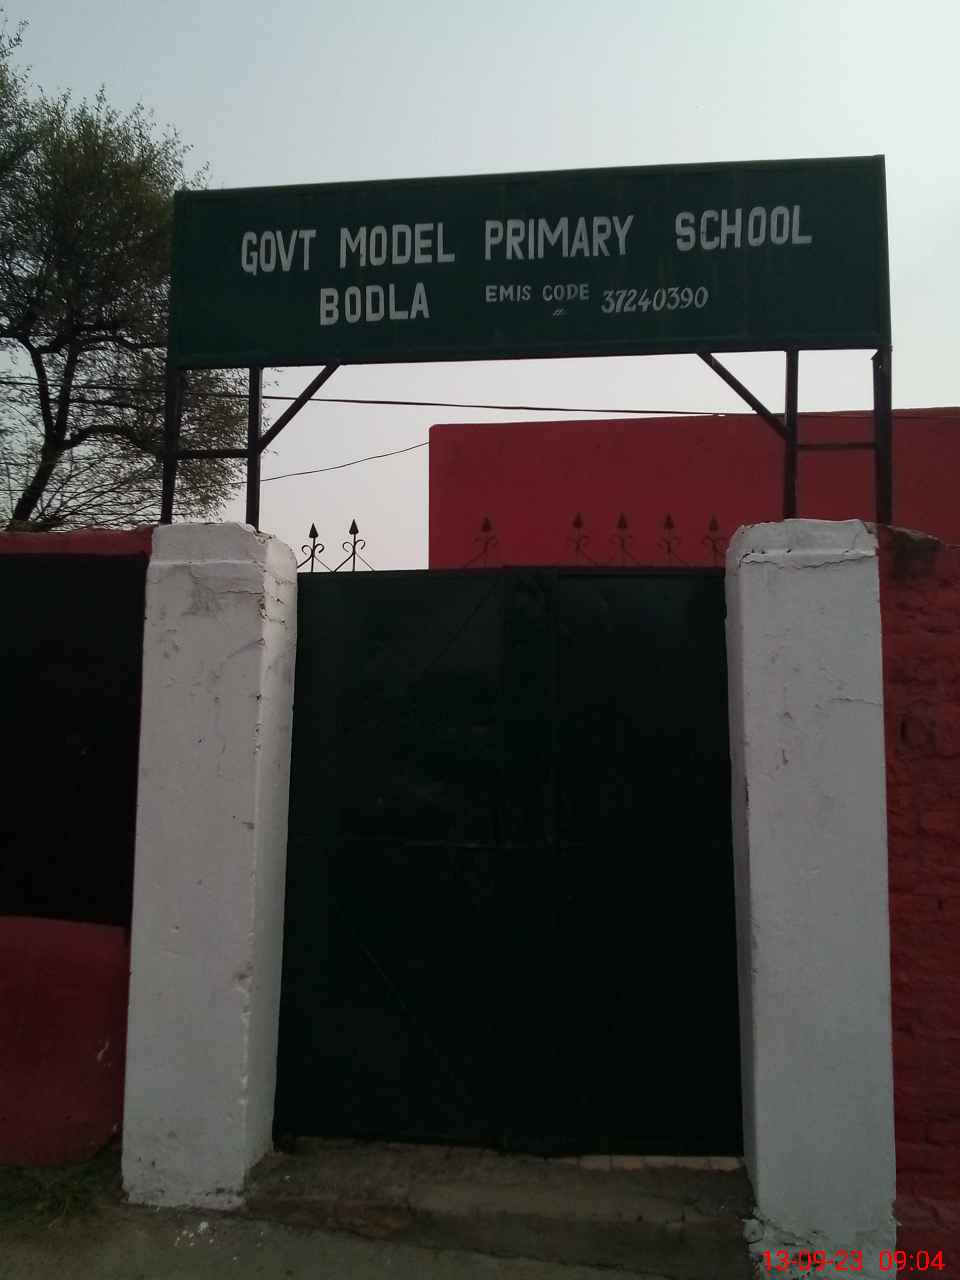 GOVT MODEL PRIMARY SCHOOL
BODLA EMIS CODE 37240390
13-09-23 09:04